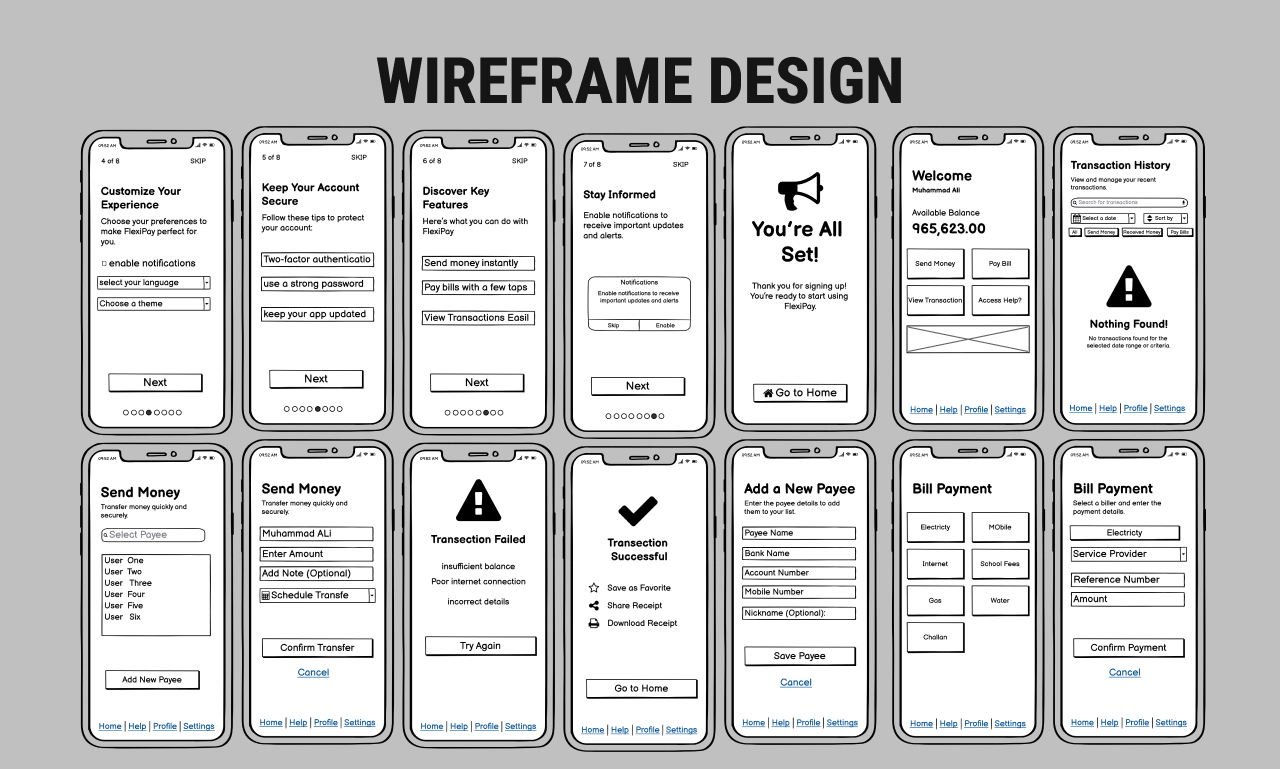 WIREFRAME DESIGN
09:52 AM
4 of 8 SKIP
Customize Your
Experience
Choose your preferences to
make FlexiPay perfect for
you.
enable notifications
select your language
Choose a theme
Next
09:52 AM
5 of 8 SKIP
Keep Your Account
Secure
Follow these tips to protect
your account:
Two-factor authenticatio
use a strong password
keep your app updated
Next
09:52 AM
6 of 8 SKIP
Discover Key
Features
Here's what you can do with
FlexiPay
Send money instantly
Pay bills with a few taps
View Transactions Easil
Next
09:52 AM
7 of 8 SKIP
Stay Informed
Enable notifications to
receive important updates
and alerts.
Notifications
Enable notifications to receive
important updates and alerts
Skip Enable
Next
09:52 AM
You're All
Set!
Thank you for signing up!
You're ready to start using
FlexiPay.
Go to Home
09:52 AM
Welcome
Muhammad Ali
Available Balance
965,623.00
Send Money Pay Bill
View Transaction Access Help?
Home | Help | Profile | Settings
09:52 AM
Transaction History
View and manage your recent
transactions.
Search for transactions
Select a date Sort by
All Send Money Received Money Pay Bills
Nothing Found!
No transactions found for the
selected date range or criteria.
Home | Help | Profile | Settings
09:52 AM
Send Money
Transfer money quickly and
securely.
Select Payee
User One
User Two
User Three
User Four
User Five
User Six
Add New Payee
Home | Help | Profile | Settings
09:52 AM
Send Money
Transfer money quickly and
securely.
Muhammad ALi
Enter Amount
Add Note (Optional)
Schedule Transfe
Confirm Transfer
Cancel
Home | Help | Profile | Settings
09:52 AM
Transection Failed
insufficient balance
Poor internet connection
incorrect details
Try Again
Home | Help | Profile | Settings
09:52 AM
Transection
Successful
Save as Favorite
Share Receipt
Download Receipt
Go to Home
Home | Help | Profile | Settings
09:52 AM
Add a New Payee
Enter the payee details to add
them to your list.
Payee Name
Bank Name
Account Number
Mobile Number
Nickname (Optional):
Save Payee
Cancel
Home | Help | Profile | Settings
09:52 AM
Bill Payment
Electricty MObile
Internet School Fees
Gas Water
Challan
Home | Help | Profile | Settings
09:52 AM
Bill Payment
Select a biller and enter the
payment details.
Electricty
Service Provider
Reference Number
Amount
Confirm Payment
Cancel
Home | Help | Profile | Settings